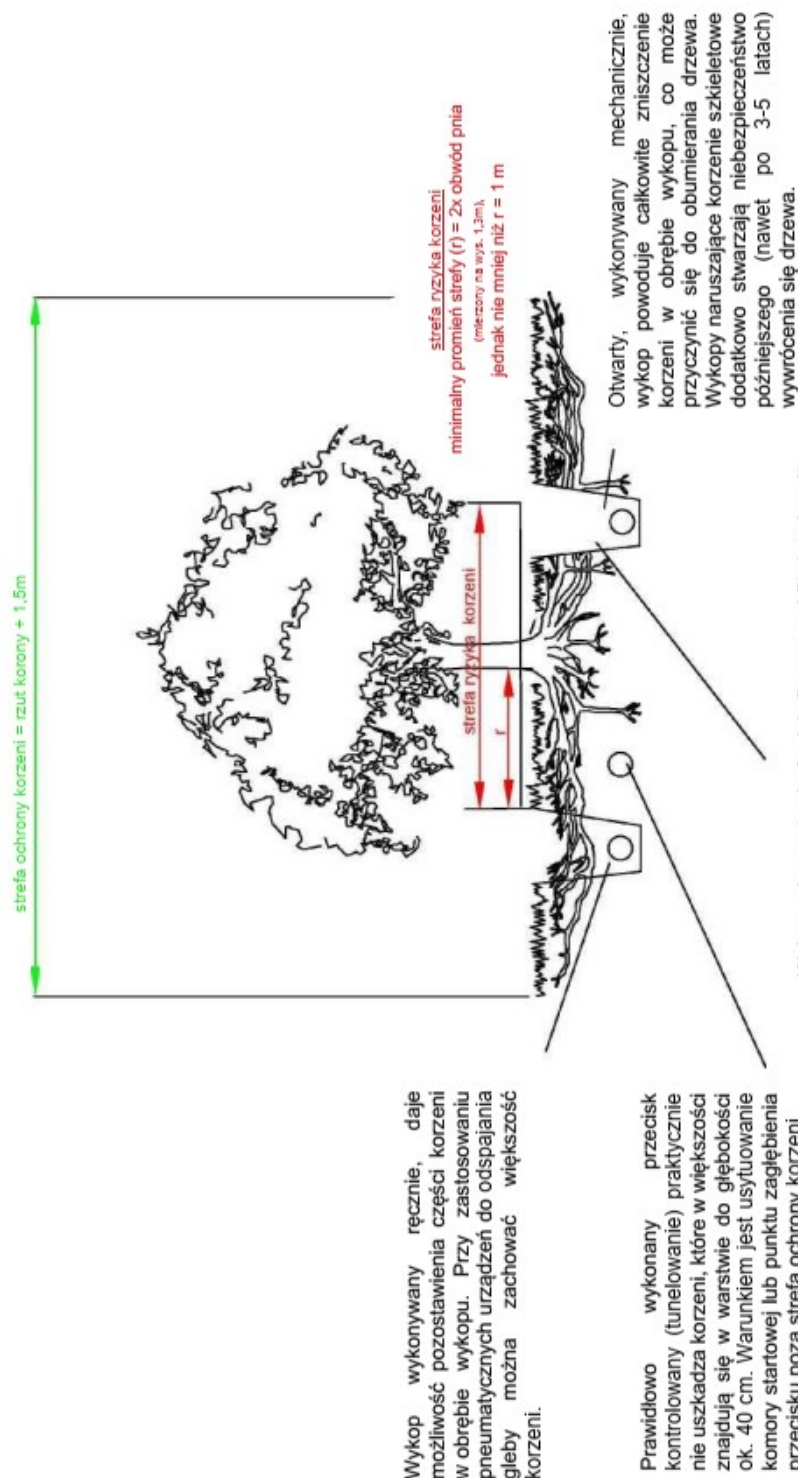 strefa ochrony korzeni = rzut korony + 1,5m
strefa ryzyka korzeni
minimalny promień strefy (r) = 2x obwód pnia
(mierzony na wys. 1,3m),
jednak nie mniej niż r = 1 m
strefa ryzyka korzeni
r
Wykop wykonywany ręcznie, daje
możliwość pozostawienia części korzeni
w obrębie wykopu. Przy zastosowaniu
pneumatycznych urządzeń do odspajania
gleby można zachować większość
korzeni.
Prawidłowo wykonany przecisk
kontrolowany (tunelowanie) praktycznie
nie uszkadza korzeni, które w większości
znajdują się w warstwie do głębokości
ok. 40 cm. Warunkiem jest usytuowanie
komory startowej lub punktu zagłębienia
przecisku poza strefą ochrony korzeni
Otwarty, wykonywany mechanicznie,
wykop powoduje całkowite zniszczenie
korzeni w obrębie wykopu, co może
przyczynić się do obumierania drzewa.
Wykopy naruszające korzenie szkieletowe
dodatkowo stwarzają niebezpieczeństwo
późniejszego (nawet po 3-5 latach)
wywrócenia się drzewa.